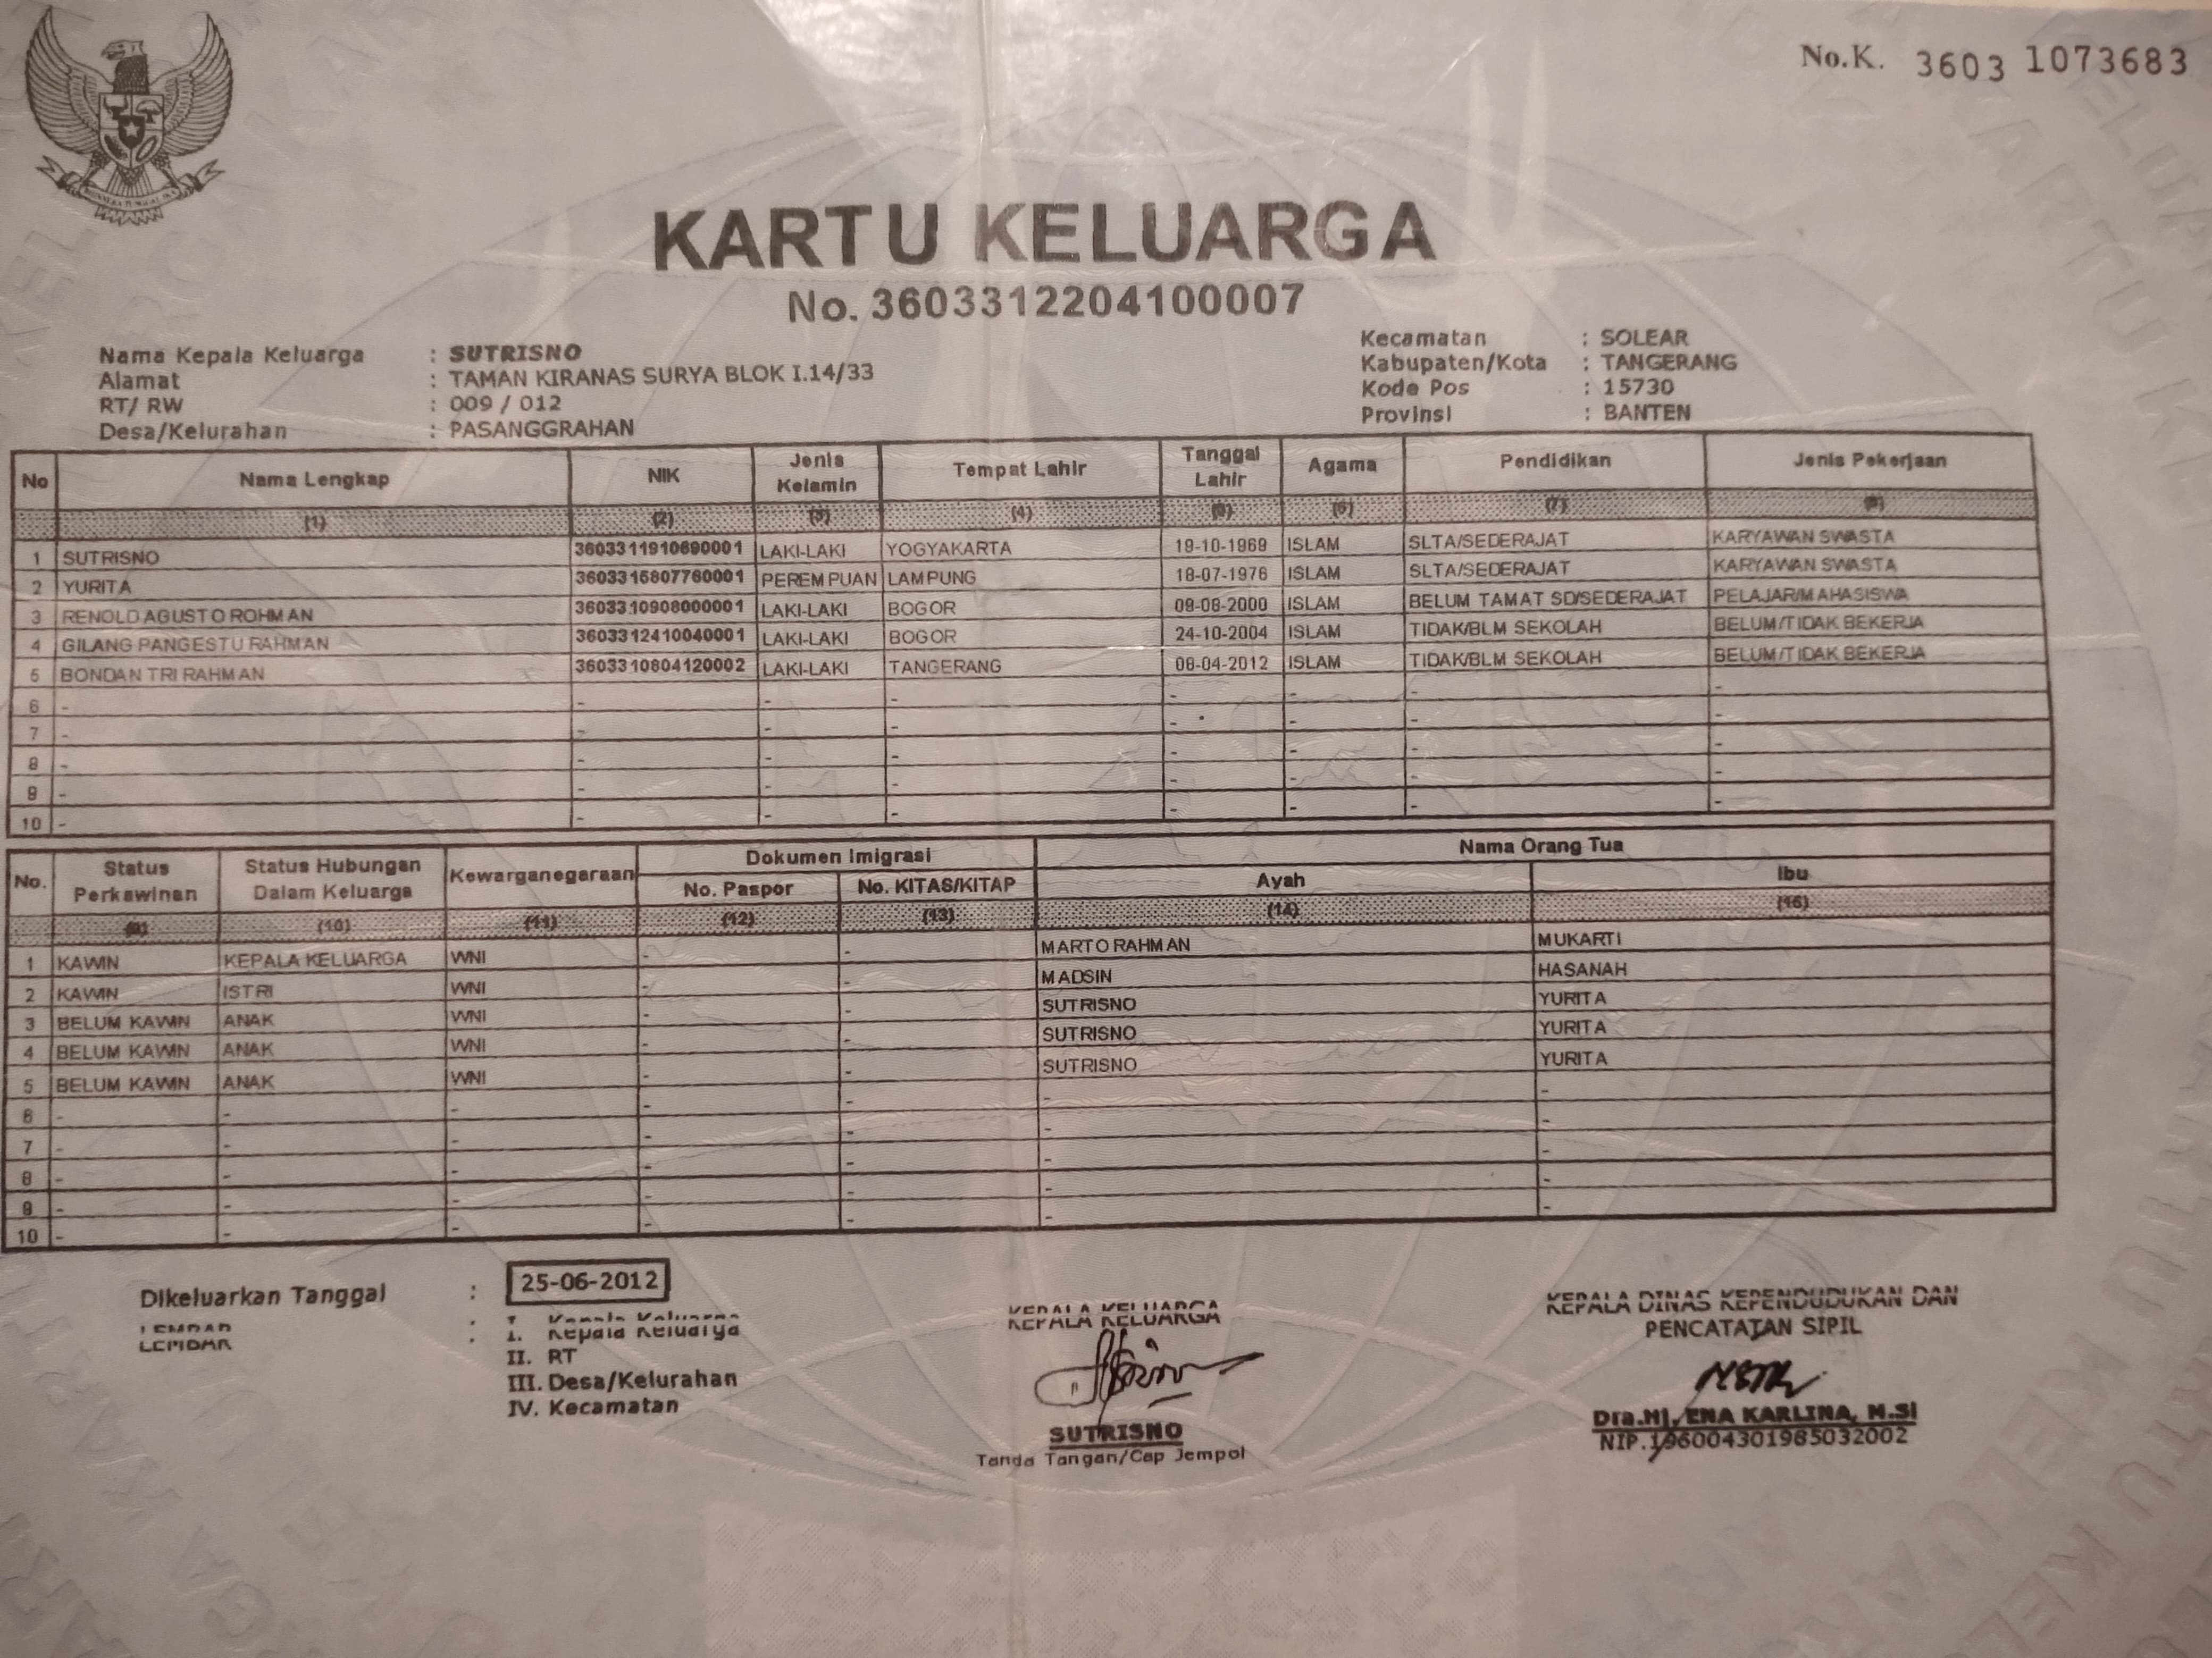 No.K. 3603 1073683
KARTU KELUARGA
No. 3603312204100007
Nama Kepala Keluarga : SUTRISNO
Alamat : TAMAN KIRANAS SURYA BLOK I.14/33
RT/ RW : 009 / 012
Desa/Kelurahan : PASANGGRAHAN
Kecamatan : SOLEAR
Kabupaten/Kota : TANGERANG
Kode Pos : 15730
Provinsi : BANTEN
No Nama Lengkap NIK Jenis Kelamin Tempat Lahir Tanggal Lahir Agama Pendidikan Jenis Pekerjaan
(1) (2) (3) (4) (5) (6) (7) (8)
1 SUTRISNO 3603311910690001 LAKI-LAKI YOGYAKARTA 19-10-1969 ISLAM SLTA/SEDERAJAT KARYAWAN SWASTA
2 YURITA 3603315807760001 PEREMPUAN LAMPUNG 18-07-1976 ISLAM SLTA/SEDERAJAT KARYAWAN SWASTA
3 RENOLD AGUSTO ROHMAN 3603310908000001 LAKI-LAKI BOGOR 09-08-2000 ISLAM BELUM TAMAT SD/SEDERAJAT PELAJAR/MAHASISWA
4 GILANG PANGESTU RAHMAN 3603312410040001 LAKI-LAKI BOGOR 24-10-2004 ISLAM TIDAK/BLM SEKOLAH BELUM/TIDAK BEKERJA
5 BONDAN TRI RAHMAN 3603310804120002 LAKI-LAKI TANGERANG 08-04-2012 ISLAM TIDAK/BLM SEKOLAH BELUM/TIDAK BEKERJA
6 - - - - - - - -
7 - - - - - - - -
8 - - - - - - - -
9 - - - - - - - -
10 - - - - - - - -
No. Status Perkawinan Status Hubungan Dalam Keluarga Kewarganegaraan Dokumen Imigrasi Nama Orang Tua
No. Paspor No. KITAS/KITAP Ayah Ibu
(9) (10) (11) (12) (13) (14) (15)
1 KAWIN KEPALA KELUARGA WNI - - MARTO RAHMAN MUKARTI
2 KAWIN ISTRI WNI - - MADSIN HASANAH
3 BELUM KAWIN ANAK WNI - - SUTRISNO YURITA
4 BELUM KAWIN ANAK WNI - - SUTRISNO YURITA
5 BELUM KAWIN ANAK WNI - - SUTRISNO YURITA
6 - - - - - - -
7 - - - - - - -
8 - - - - - - -
9 - - - - - - -
10 - - - - - - -
Dikeluarkan Tanggal : 25-06-2012
LEMBAR : I. Kepala Keluarga
II. RT
III. Desa/Kelurahan
IV. Kecamatan
KEPALA KELUARGA
SUTRISNO
Tanda Tangan/Cap Jempol
KEPALA DINAS KEPENDUDUKAN DAN
PENCATATAN SIPIL
Dra.Hj. ENA KARLINA, M.Si
NIP.196004301985032002